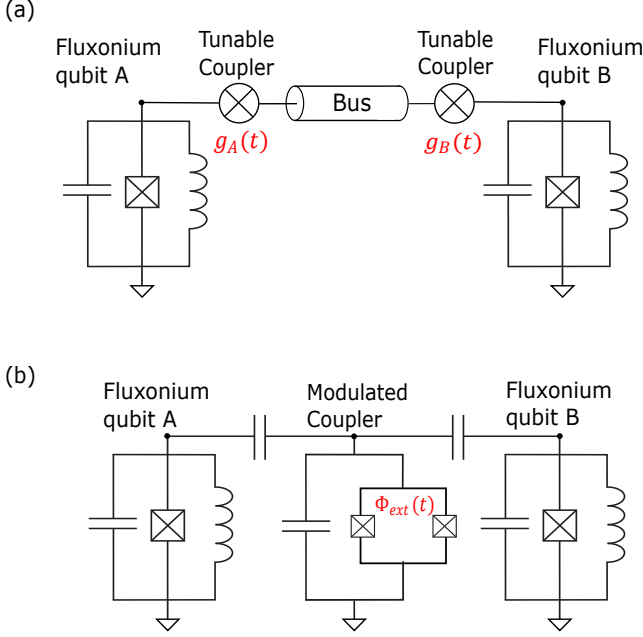 (a)
Fluxonium
qubit A
Tunable
Coupler
Tunable
Coupler
Fluxonium
qubit B
Bus
g_A(t)
g_B(t)
(b)
Fluxonium
qubit A
Modulated
Coupler
Fluxonium
qubit B
Φ_ext(t)